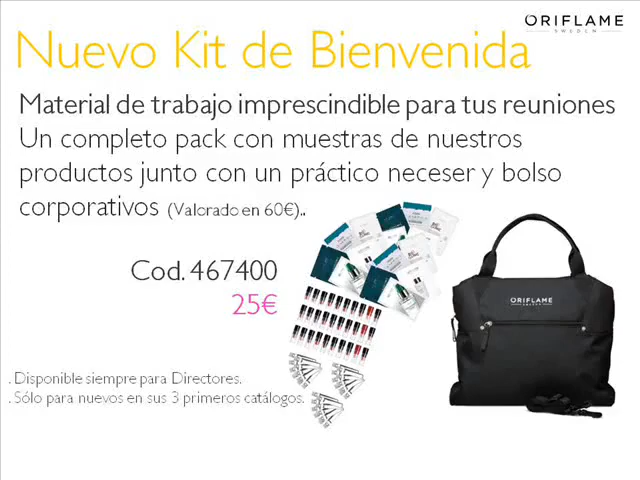 ORIFLAME
SWEDEN
Nuevo Kit de Bienvenida
Material de trabajo imprescindible para tus reuniones
Un completo pack con muestras de nuestros
productos junto con un práctico neceser y bolso
corporativos (Valorado en 60€)..
Cod. 467400
25€
ORIFLAME
SWEDEN
. Disponible siempre para Directores.
. Sólo para nuevos en sus 3 primeros catálogos.